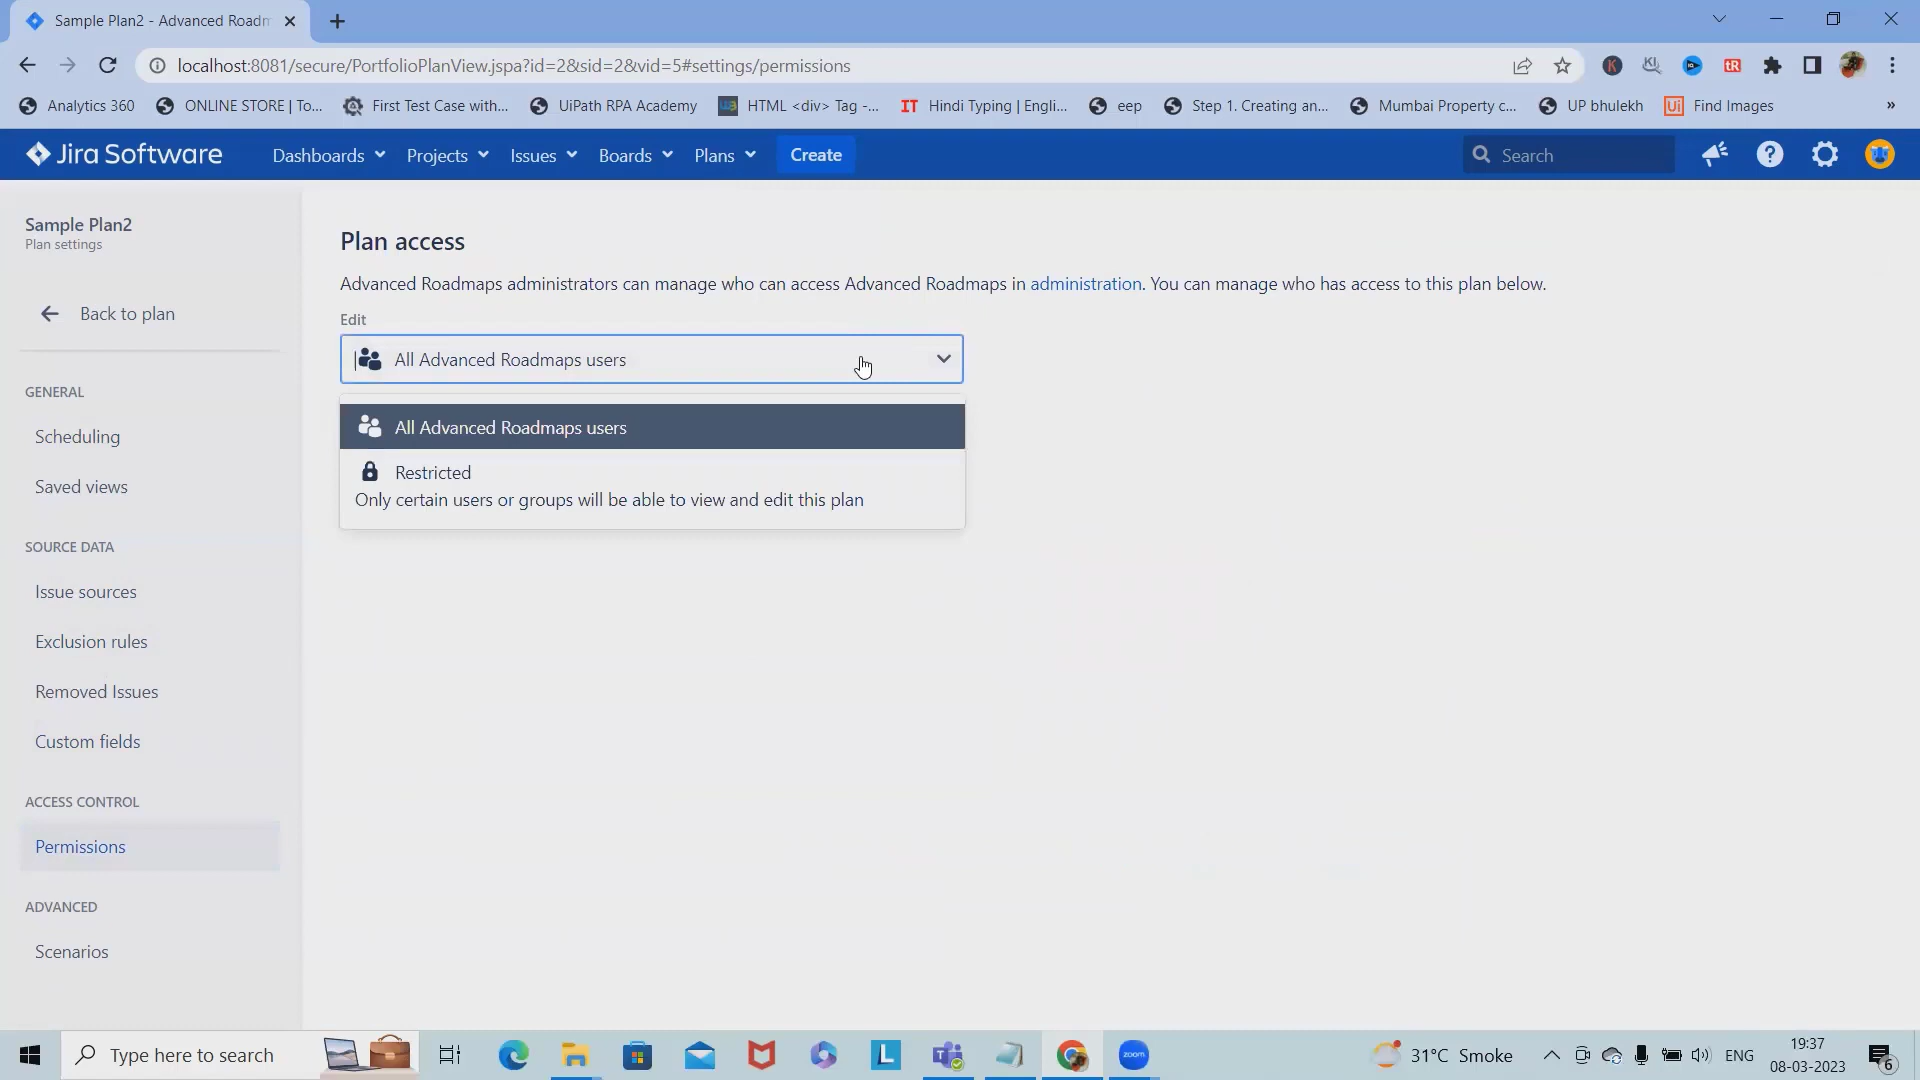 Sample Plan2 - Advanced Roadm
localhost:8081/secure/PortfolioPlanView.jspa?id=2&sid=2&vid=5#settings/permissions
Analytics 360
ONLINE STORE | To...
First Test Case with...
UiPath RPA Academy
HTML <div> Tag -...
IT Hindi Typing | Engli...
eep
Step 1. Creating an...
Mumbai Property c...
UP bhulekh
Ui Find Images
»
Jira Software
Dashboards
Projects
Issues
Boards
Plans
Create
Search
Sample Plan2
Plan settings
Back to plan
GENERAL
Scheduling
Saved views
SOURCE DATA
Issue sources
Exclusion rules
Removed Issues
Custom fields
ACCESS CONTROL
Permissions
ADVANCED
Scenarios
Plan access
Advanced Roadmaps administrators can manage who can access Advanced Roadmaps in administration. You can manage who has access to this plan below.
Edit
All Advanced Roadmaps users
All Advanced Roadmaps users
Restricted
Only certain users or groups will be able to view and edit this plan
Type here to search
zoom
31°C Smoke
ENG
19:37
08-03-2023
6